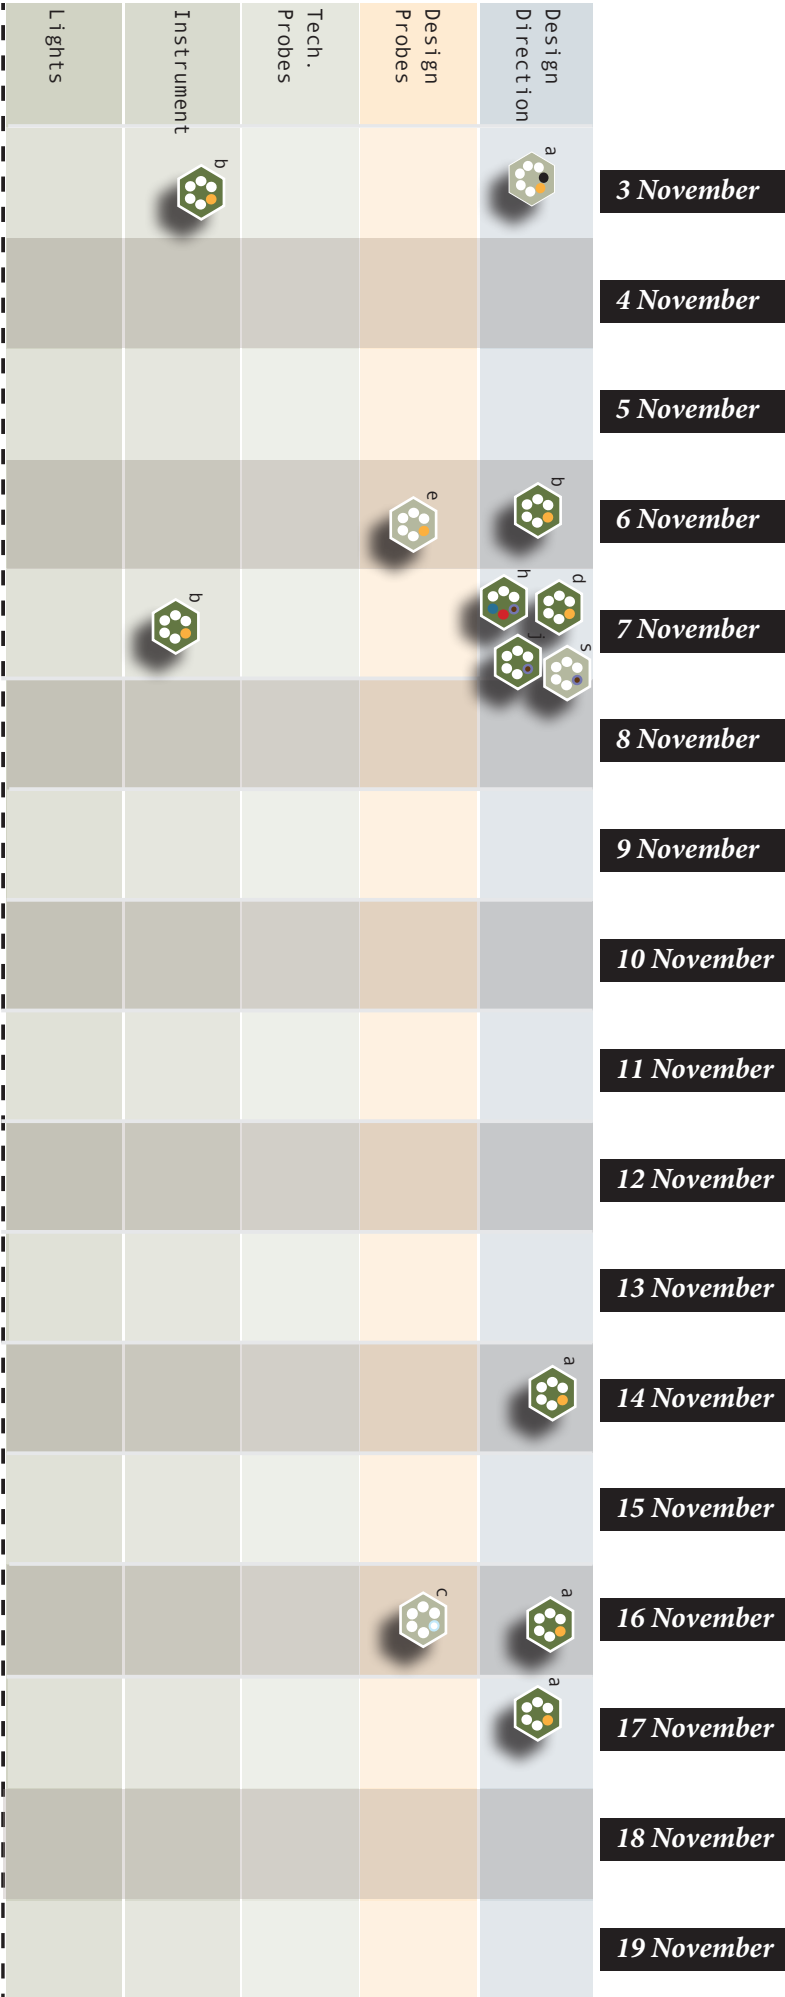 Design
Direction
Design
Probes
Tech.
Probes
Instrument
Lights
a
b
3 November
4 November
5 November
b
e
6 November
d
h
s
j
b
7 November
8 November
9 November
10 November
11 November
12 November
13 November
a
14 November
15 November
a
c
16 November
a
17 November
18 November
19 November